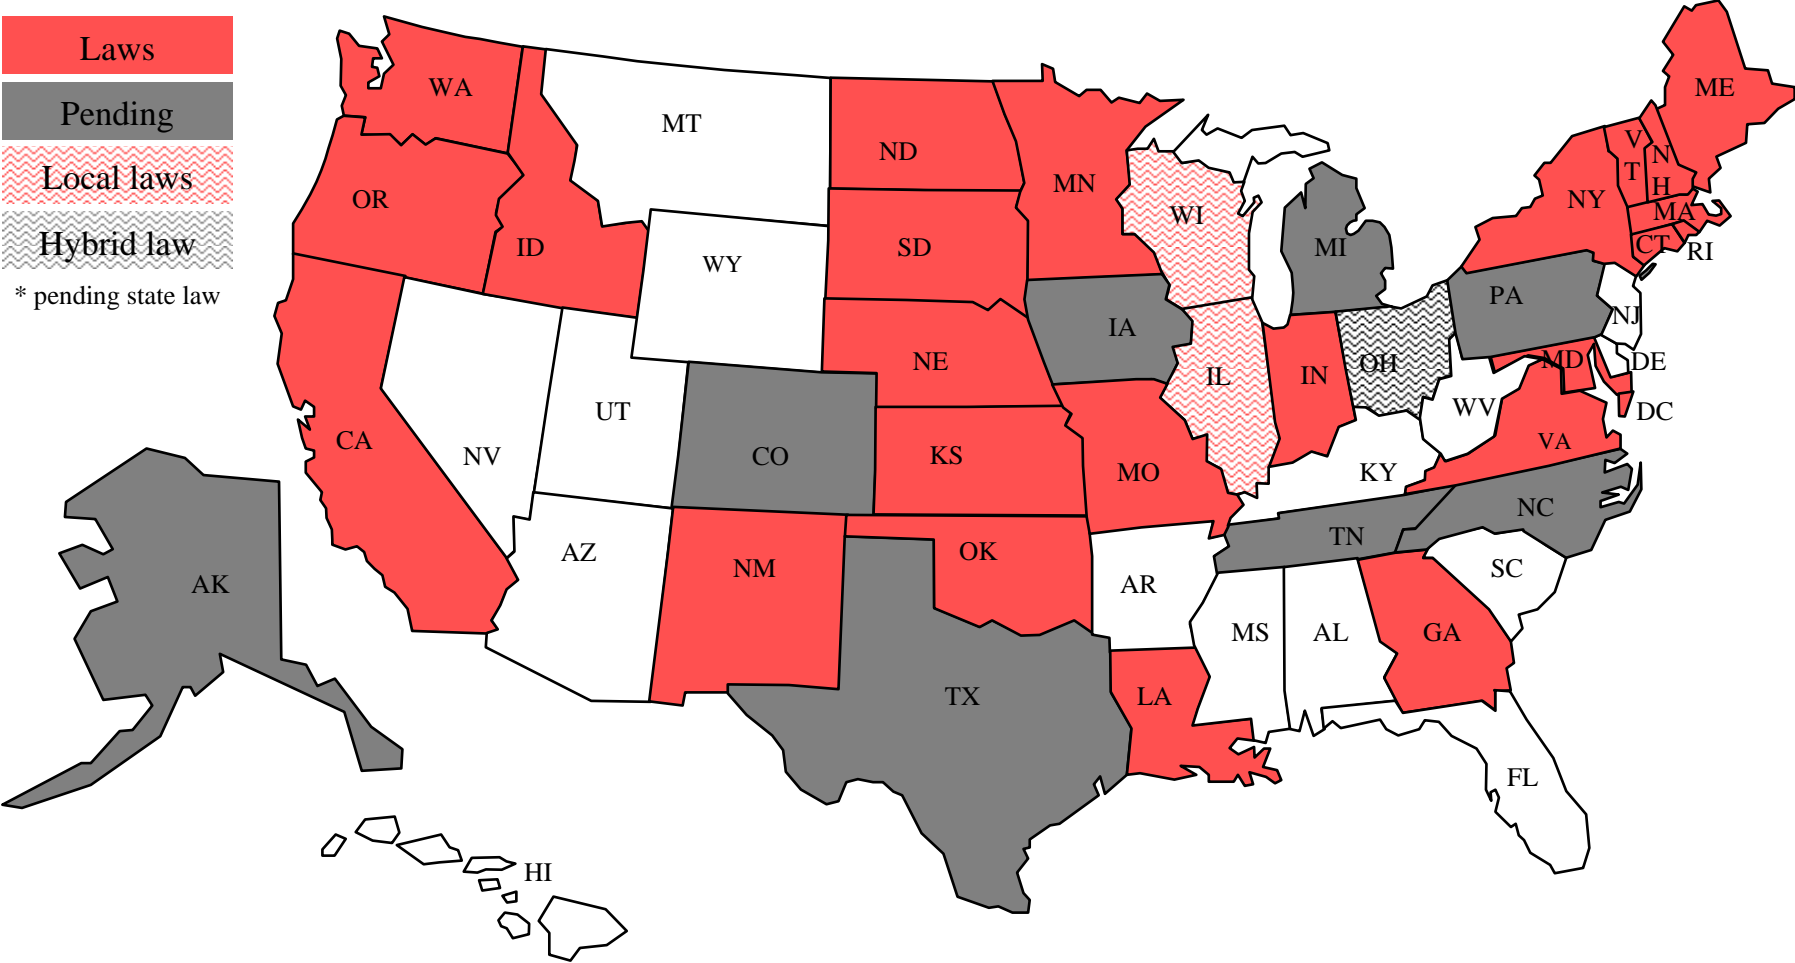 Laws
Pending
Local laws
Hybrid law
* pending state law
WA
MT
ND
MN
ME
V
T
N
H
OR
ID
WY
SD
WI
MI
NY
MA
CT
RI
IA
PA
NJ
NE
IL
IN
OH
MD
DE
DC
UT
CO
KS
MO
KY
WV
VA
CA
NV
AZ
NM
OK
AR
TN
NC
SC
AK
MS
AL
GA
TX
LA
FL
HI